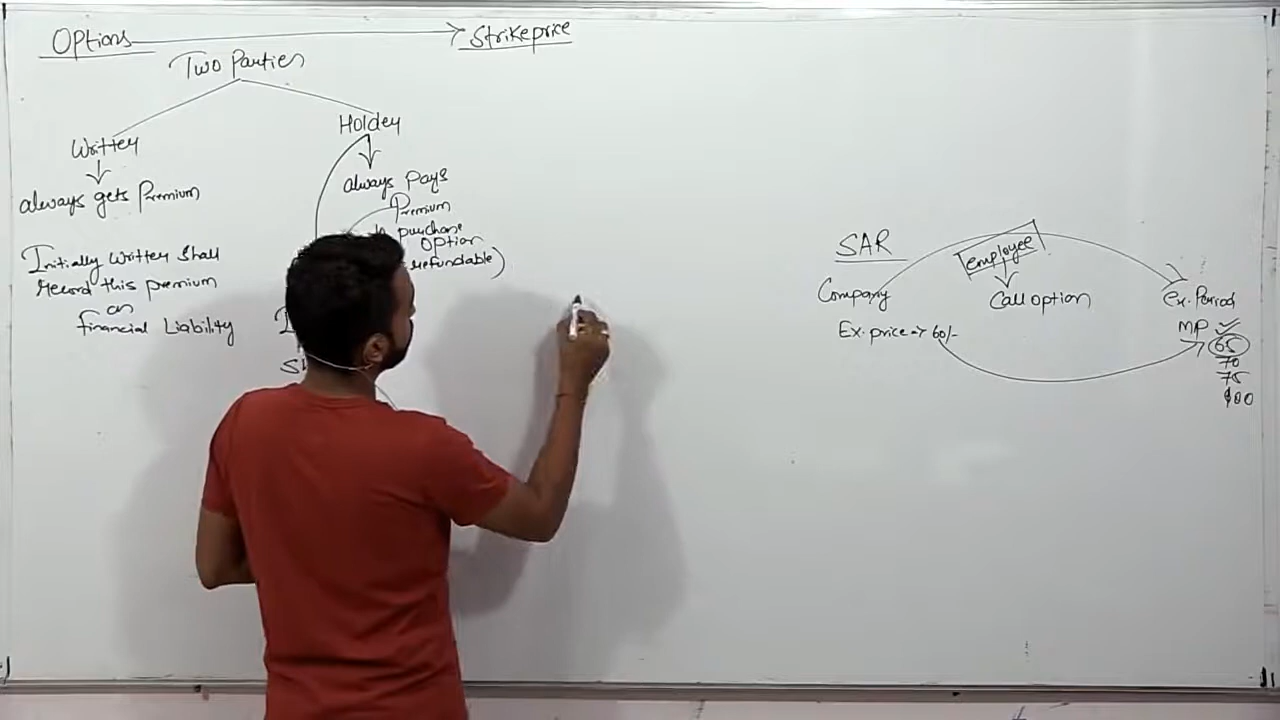 Options
Strike price
Two Parties
Writer
always gets Premium
Initially writter shall
record this premium
an
financial Liability
Holder
always pays
Premium
purchase
option
refundable)
SAR
employee
Company
Call option
Ex. Period
Ex. price → 60/-
MP ✓
65
70
75
100